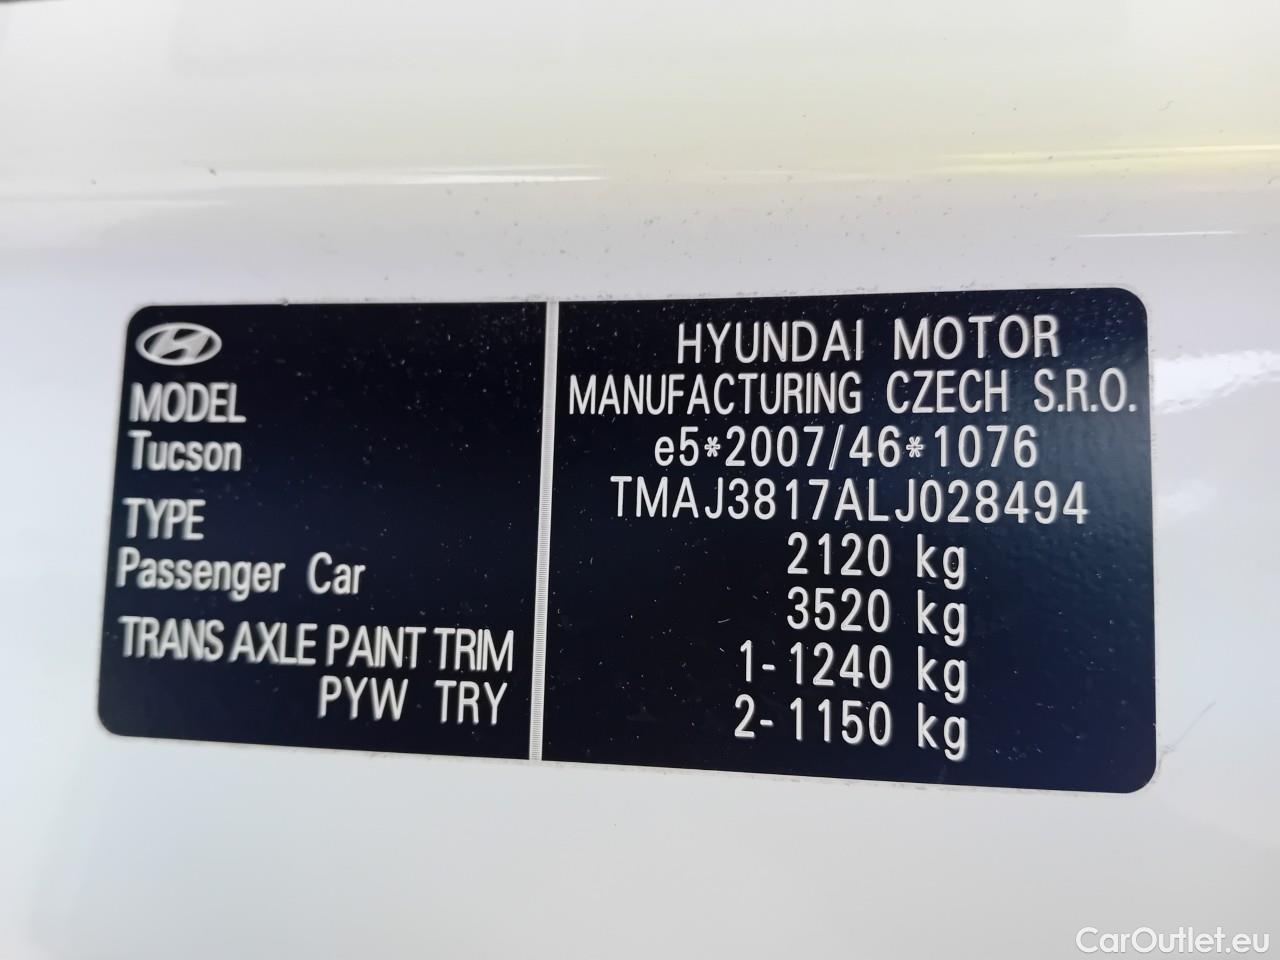 MODEL
Tucson
TYPE
Passenger Car
TRANS AXLE PAINT TRIM
PYW TRY
HYUNDAI MOTOR
MANUFACTURING CZECH S.R.O.
e5*2007/46*1076
TMAJ3817ALJ028494
2120 kg
3520 kg
1-1240 kg
2-1150 kg
CarOutlet.eu